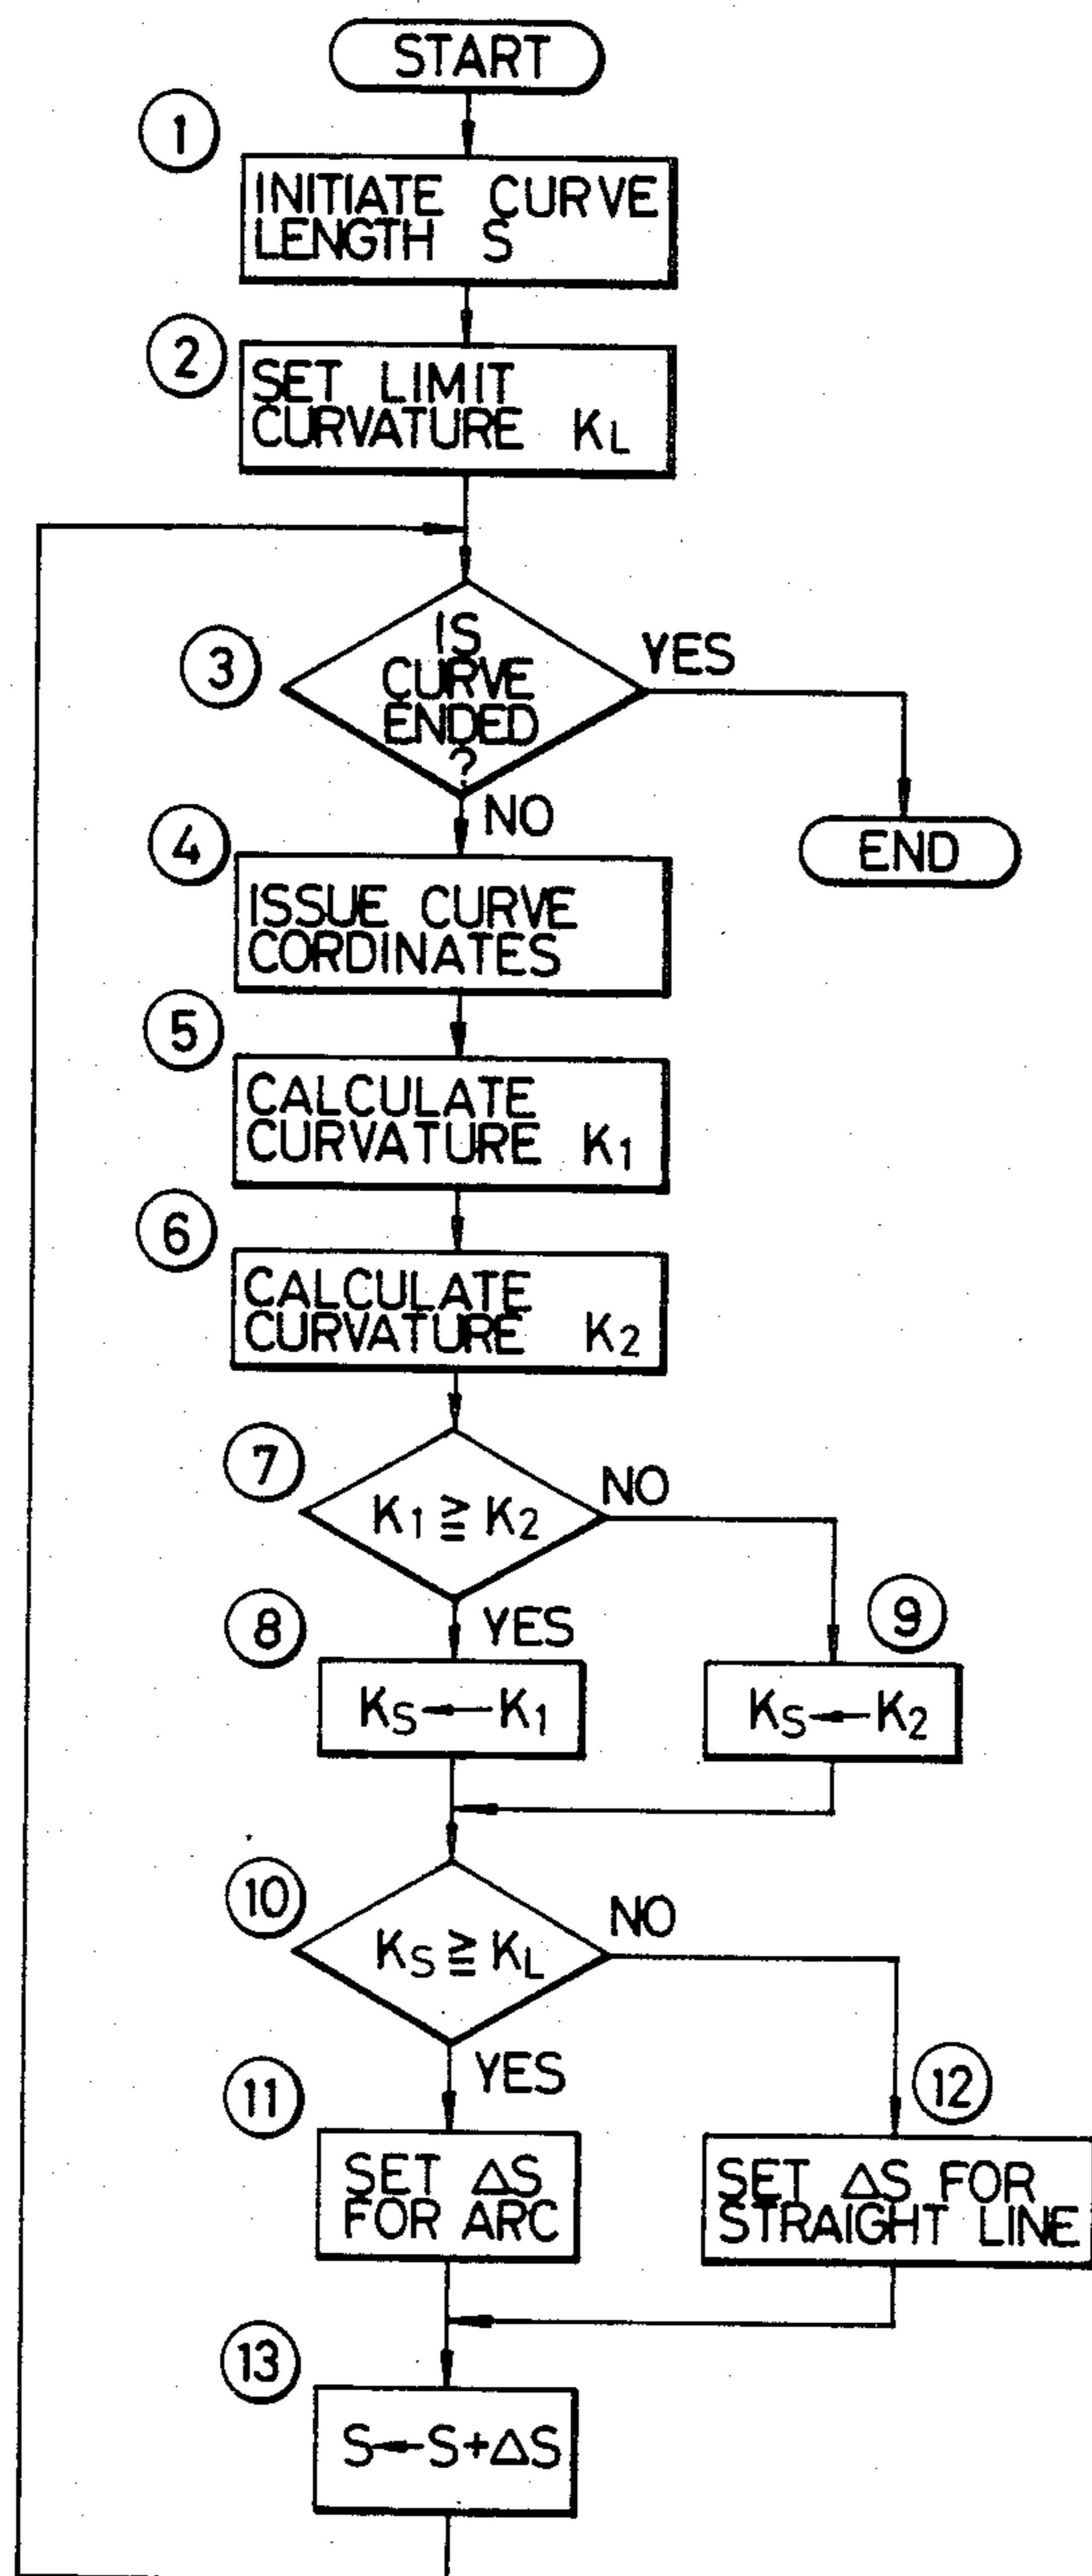 START
1
INITIATE CURVE
LENGTH S
2
SET LIMIT
CURVATURE KL
3
IS
CURVE
ENDED
?
YES
NO
END
4
ISSUE CURVE
CORDINATES
5
CALCULATE
CURVATURE K1
6
CALCULATE
CURVATURE K2
7
K1 ≧ K2
NO
YES
8
KS ← K1
9
KS ← K2
10
KS ≧ KL
NO
YES
11
SET ΔS
FOR ARC
12
SET ΔS FOR
STRAIGHT LINE
13
S←S+ΔS